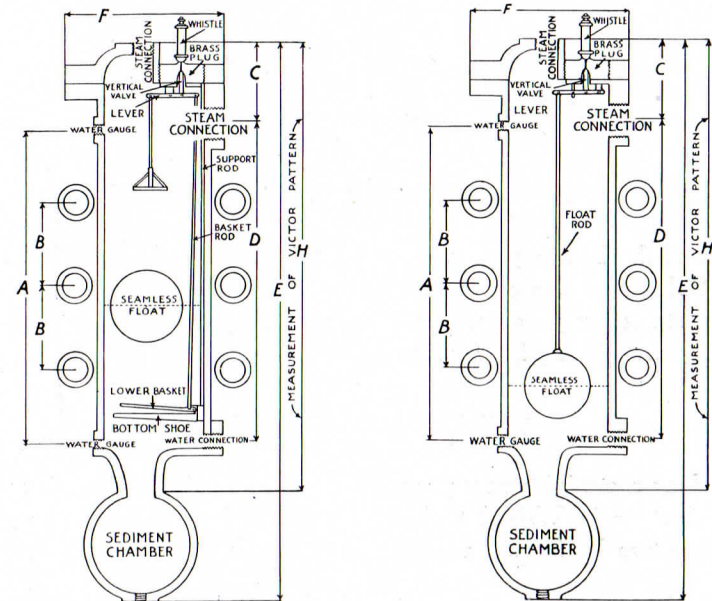 F
WHISTLE
STEAM
CONNECTION
BRASS
PLUG
VERTICAL
VALVE
LEVER
C
STEAM
CONNECTION
WATER GAUGE
SUPPORT
ROD
BASKET
ROD
A
B
B
D
E
H
MEASUREMENT OF VICTOR PATTERN
SEAMLESS
FLOAT
LOWER BASKET
BOTTOM SHOE
WATER GAUGE
WATER CONNECTION
SEDIMENT
CHAMBER
F
WHISTLE
STEAM
CONNECTION
BRASS
PLUG
VERTICAL
VALVE
LEVER
C
STEAM
CONNECTION
WATER GAUGE
FLOAT
ROD
A
B
B
D
E
H
MEASUREMENT OF VICTOR PATTERN
SEAMLESS
FLOAT
WATER GAUGE
WATER CONNECTION
SEDIMENT
CHAMBER